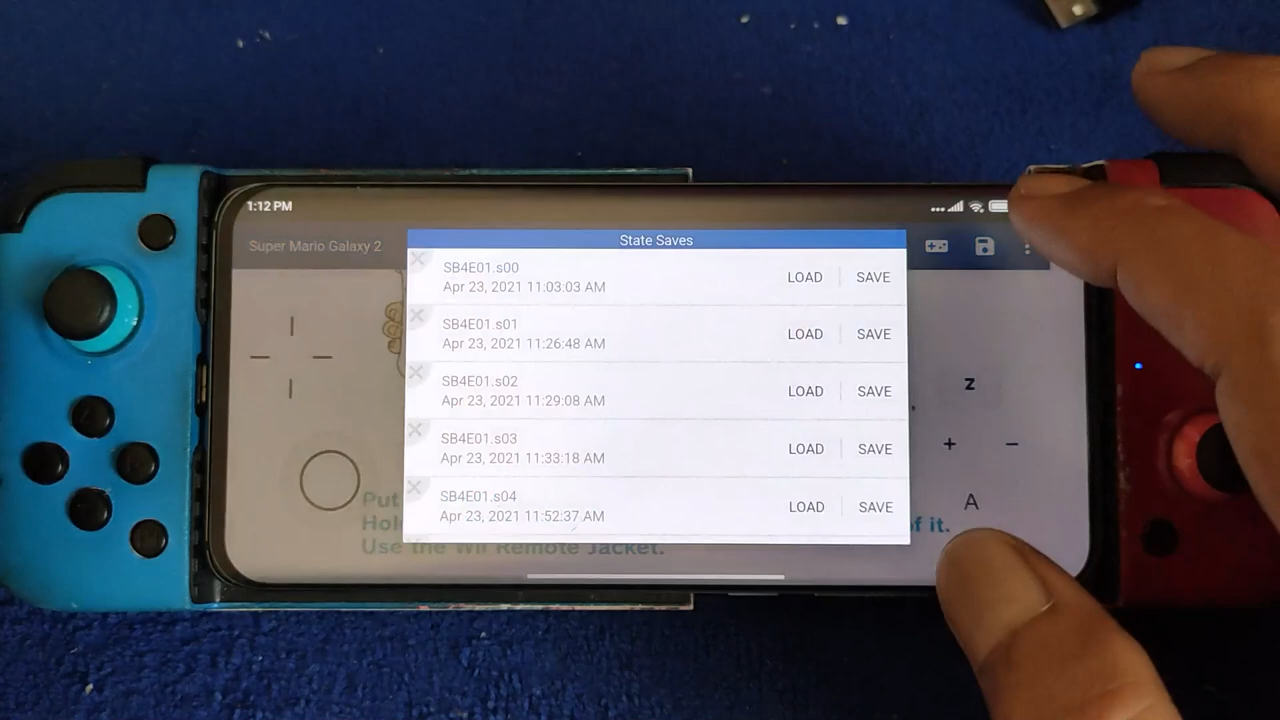 1:12 PM
Super Mario Galaxy 2
State Saves
SB4E01.s00
Apr 23, 2021 11:03:03 AM
LOAD
SAVE
SB4E01.s01
Apr 23, 2021 11:26:48 AM
LOAD
SAVE
SB4E01.s02
Apr 23, 2021 11:29:08 AM
LOAD
SAVE
SB4E01.s03
Apr 23, 2021 11:33:18 AM
LOAD
SAVE
SB4E01.s04
Apr 23, 2021 11:52:37 AM
LOAD
SAVE
z
+ −
A
Put
of it.
Use the Wii Remote Jacket.